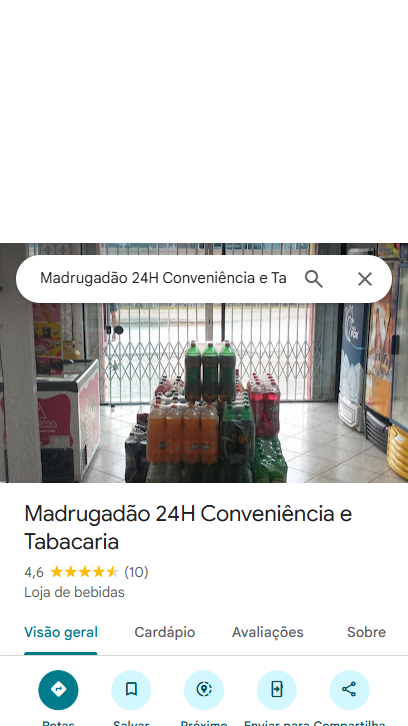 Madrugadão 24H Conveniência e Ta
Madrugadão 24H Conveniência e
Tabacaria
4,6 (10)
Loja de bebidas
Visão geral Cardápio Avaliações Sobre
Rotas Salvar Próximo Enviar para Compartilha